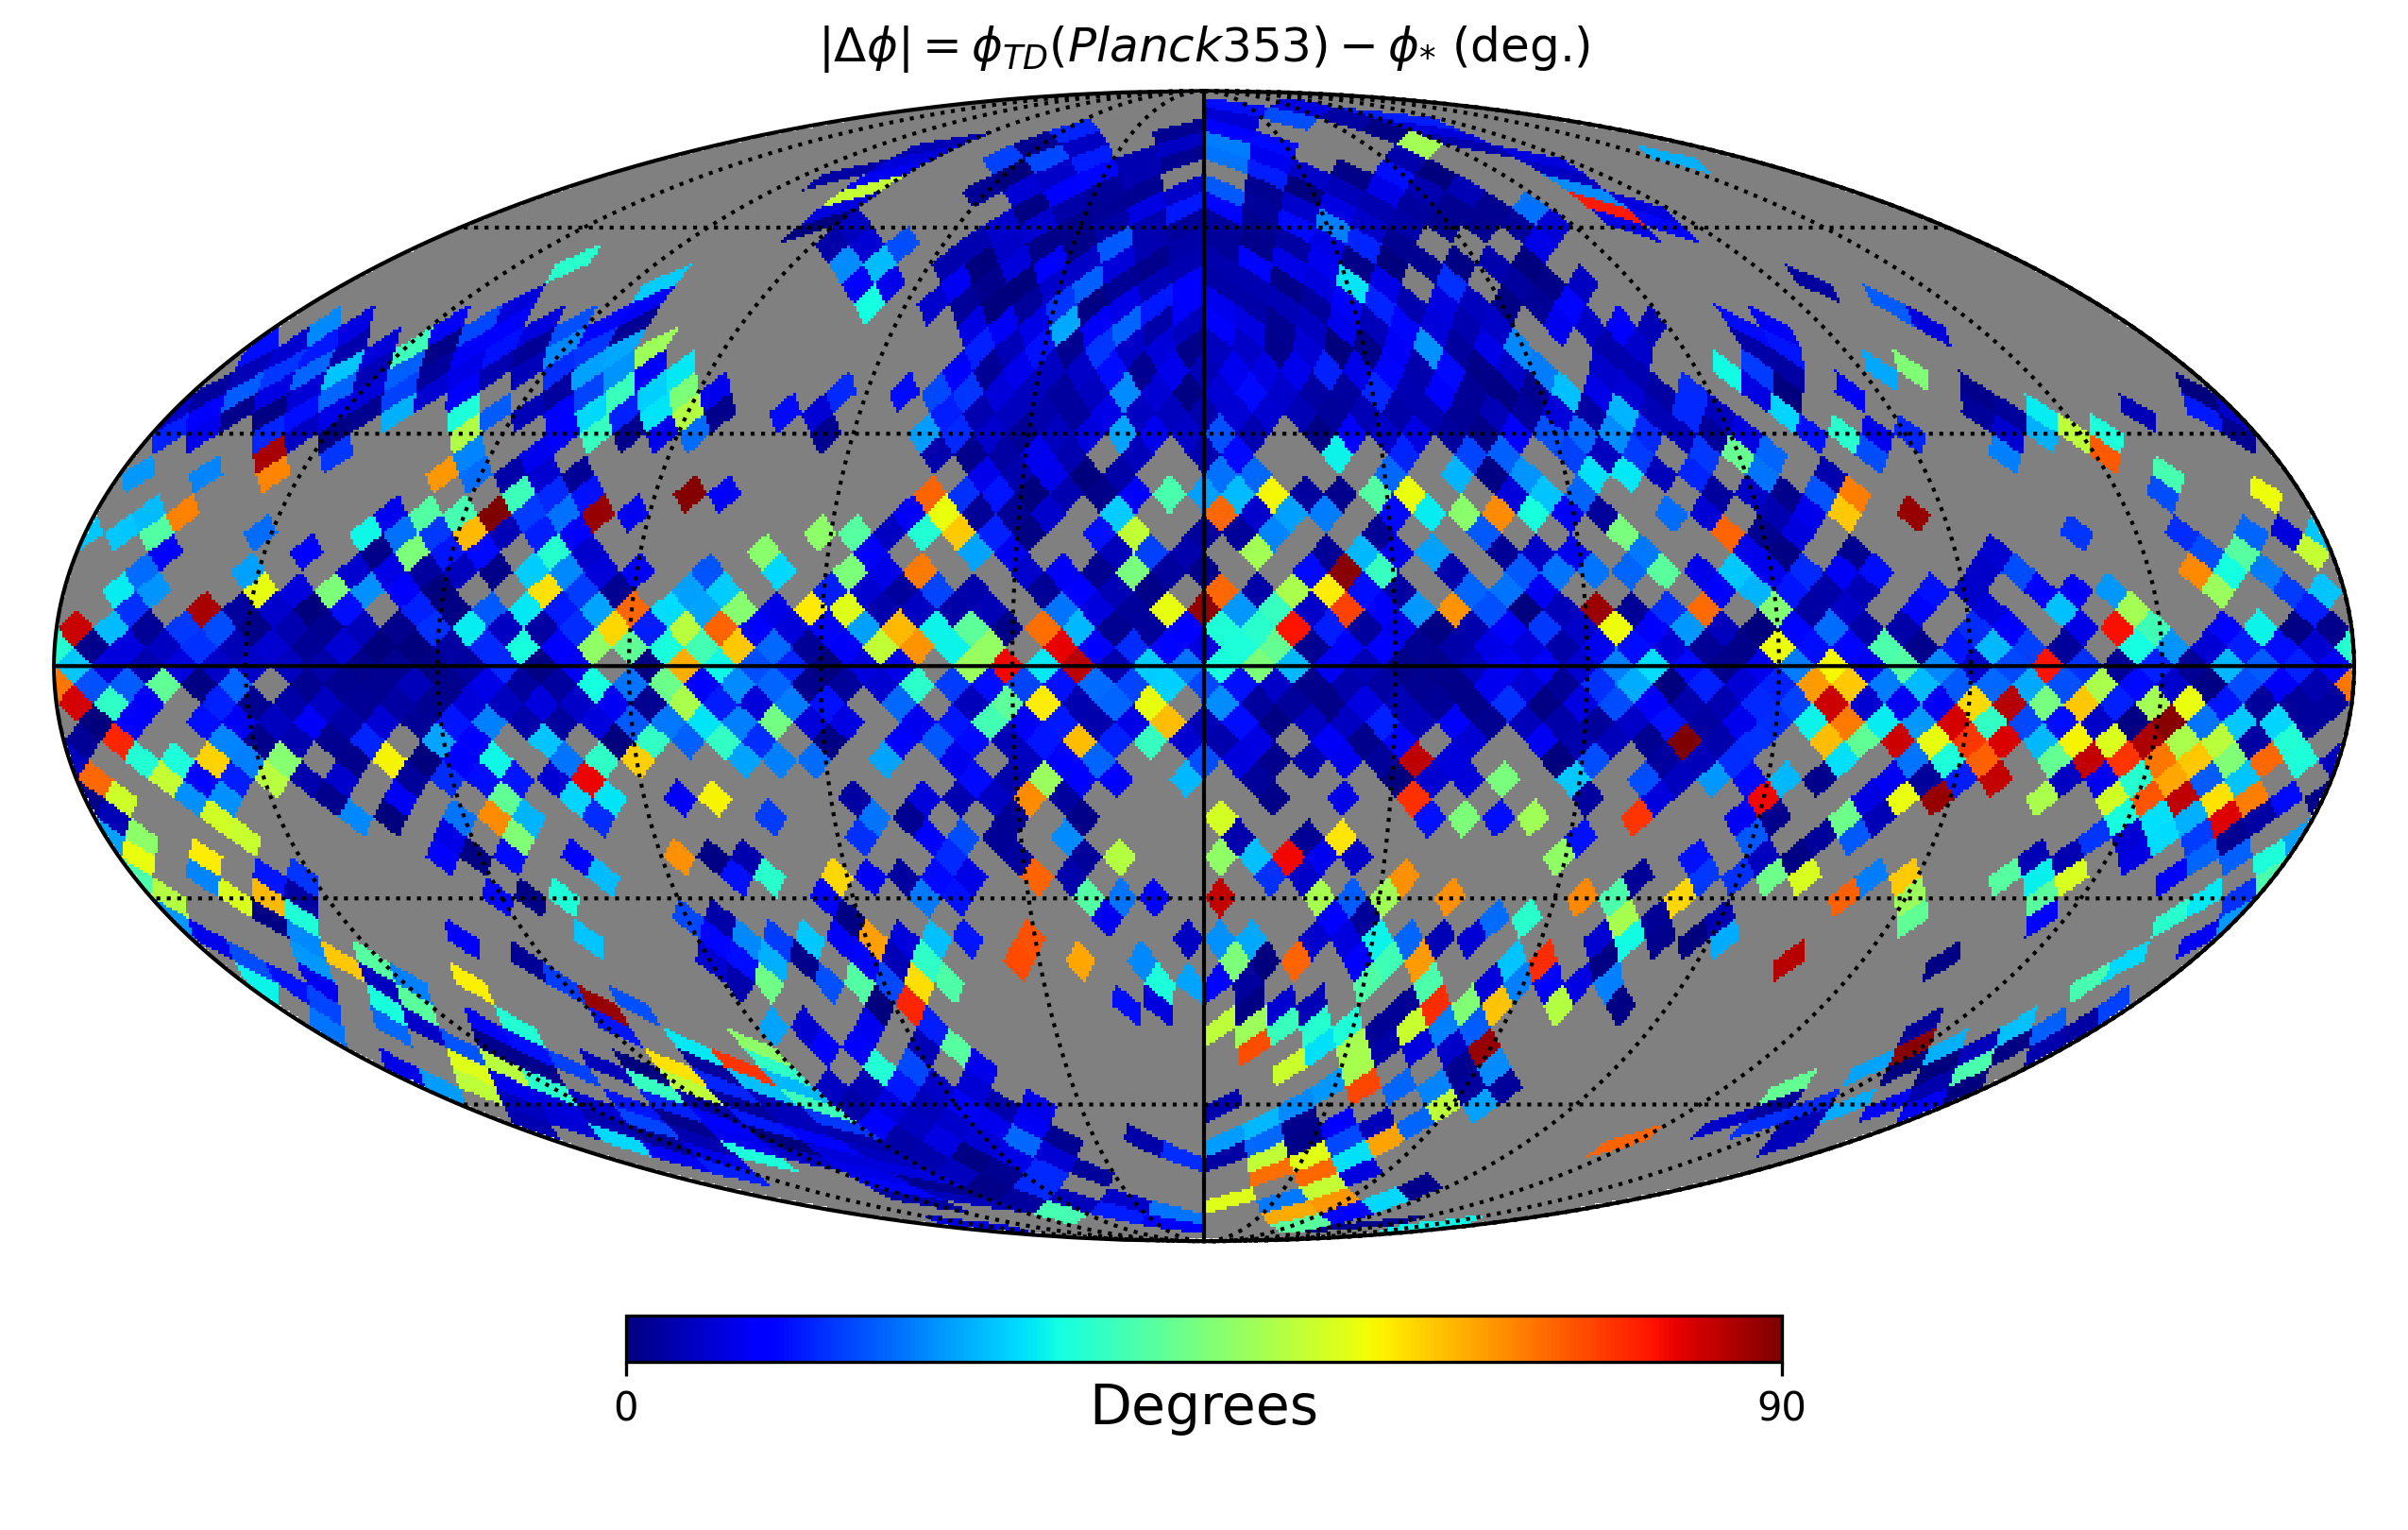 |Δϕ| = ϕ_TD(Planck353) − ϕ_* (deg.)
0 Degrees 90